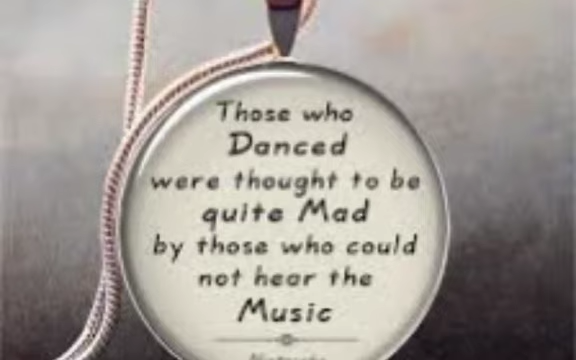 Those who
Danced
were thought to be
quite Mad
by those who could
not hear the
Music